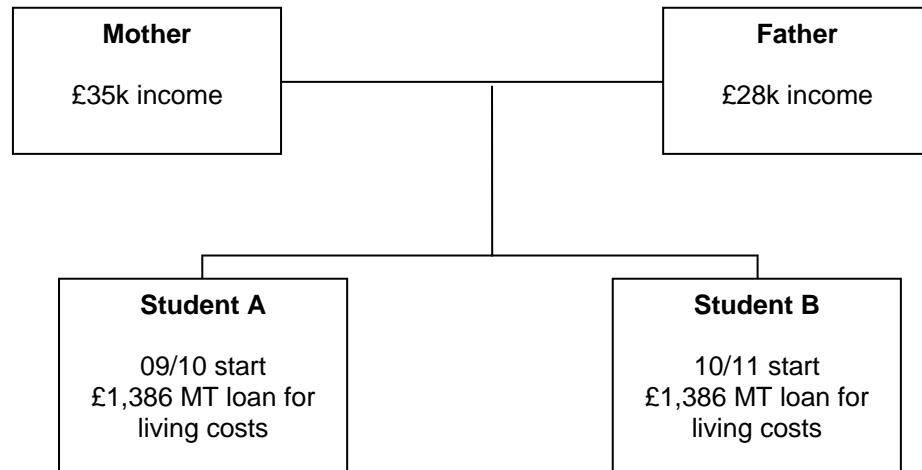 Mother
£35k income
Father
£28k income
Student A
09/10 start
£1,386 MT loan for
living costs
Student B
10/11 start
£1,386 MT loan for
living costs